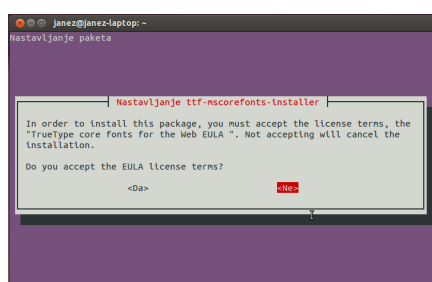 janez@janez-laptop: ~
Nastavljanje paketa
Nastavljanje ttf-mscorefonts-installer
In order to install this package, you must accept the license terms, the
"TrueType core fonts for the Web EULA ". Not accepting will cancel the
installation.
Do you accept the EULA license terms?
<Da> <Ne>